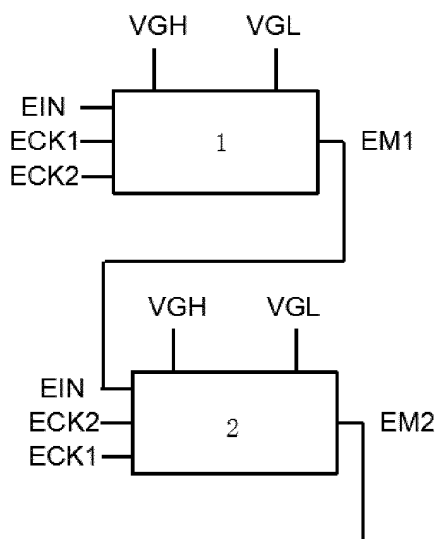 VGH VGL
EIN
ECK1 1 EM1
ECK2
VGH VGL
EIN
ECK2 2 EM2
ECK1